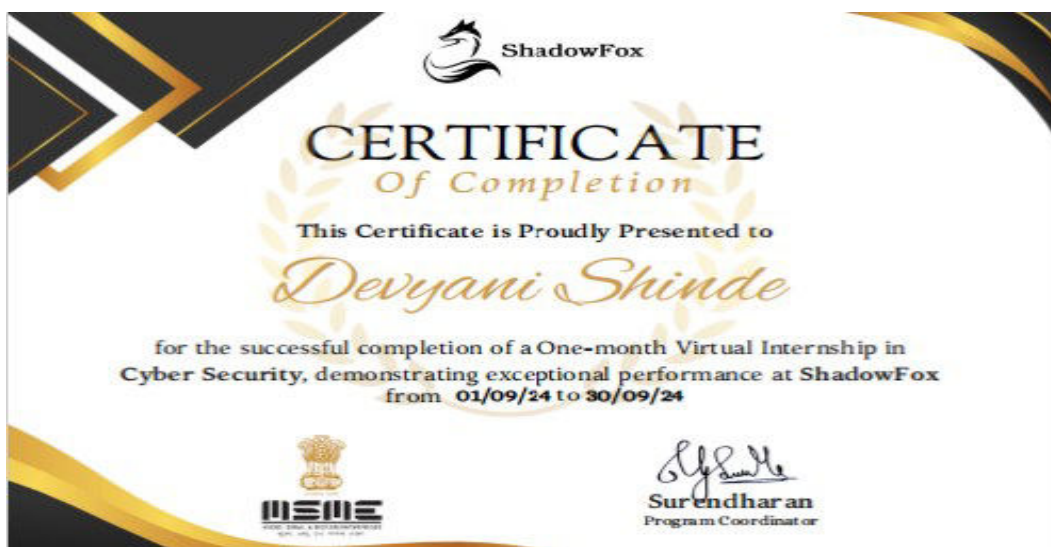 ShadowFox
CERTIFICATE
Of Completion
This Certificate is Proudly Presented to
Devyani Shinde
for the successful completion of a One-month Virtual Internship in
Cyber Security, demonstrating exceptional performance at ShadowFox
from 01/09/24 to 30/09/24
MSME
Surendharan
Program Coordinator